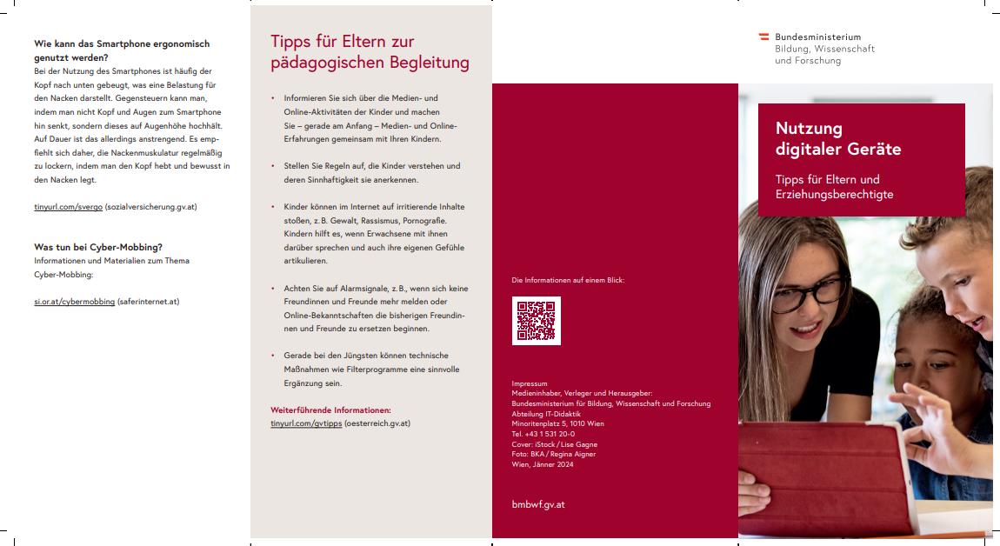 Wie kann das Smartphone ergonomisch
genutzt werden?
Bei der Nutzung des Smartphones ist häufig der
Kopf nach unten gebeugt, was eine Belastung für
den Nacken darstellt. Gegensteuern kann man,
indem man nicht Kopf und Augen zum Smartphone
hin senkt, sondern dieses auf Augenhöhe hochhält.
Auf Dauer ist das allerdings anstrengend. Es emp-
fiehlt sich daher, die Nackenmuskulatur regelmäßig
zu lockern, indem man den Kopf hebt und bewusst in
den Nacken legt.
tinyurl.com/svergo (sozialversicherung.gv.at)
Was tun bei Cyber-Mobbing?
Informationen und Materialien zum Thema
Cyber-Mobbing:
si.or.at/cybermobbing (saferinternet.at)
Tipps für Eltern zur
pädagogischen Begleitung
• Informieren Sie sich über die Medien- und
Online-Aktivitäten der Kinder und machen
Sie – gerade am Anfang – Medien- und Online-
Erfahrungen gemeinsam mit Ihren Kindern.
• Stellen Sie Regeln auf, die Kinder verstehen und
deren Sinnhaftigkeit sie anerkennen.
• Kinder können im Internet auf irritierende Inhalte
stoßen, z. B. Gewalt, Rassismus, Pornografie.
Kindern hilft es, wenn Erwachsene mit ihnen
darüber sprechen und auch ihre eigenen Gefühle
artikulieren.
• Achten Sie auf Alarmsignale, z. B., wenn sich keine
Freundinnen und Freunde mehr melden oder
Online-Bekanntschaften die bisherigen Freundin-
nen und Freunde zu ersetzen beginnen.
• Gerade bei den Jüngsten können technische
Maßnahmen wie Filterprogramme eine sinnvolle
Ergänzung sein.
Weiterführende Informationen:
tinyurl.com/gvtipps (oesterreich.gv.at)
Die Informationen auf einem Blick:
Impressum
Medieninhaber, Verleger und Herausgeber:
Bundesministerium für Bildung, Wissenschaft und Forschung
Abteilung IT-Didaktik
Minoritenplatz 5, 1010 Wien
Tel. +43 1 531 20-0
Cover: iStock / Lise Gagne
Foto: BKA / Regina Aigner
Wien, Jänner 2024
bmbwf.gv.at
Bundesministerium
Bildung, Wissenschaft
und Forschung
Nutzung
digitaler Geräte
Tipps für Eltern und
Erziehungsberechtigte